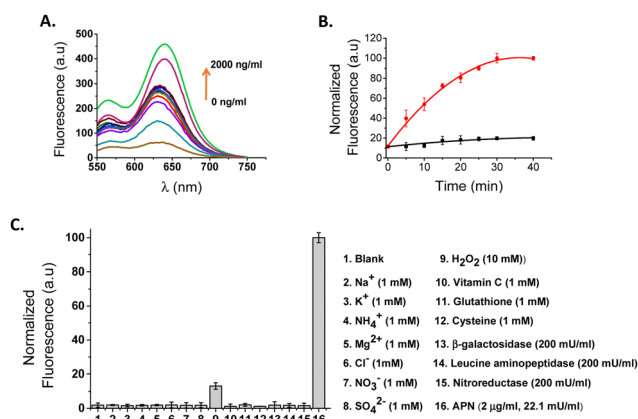 A.
500
400
300
200
100
0
Fluorescence (a.u)
2000 ng/ml
0 ng/ml
550 600 650 700 750
λ (nm)
B.
120
100
80
60
40
20
0
Normalized
Fluorescence (a.u)
0 10 20 30 40
Time (min)
C.
100
80
60
40
20
0
Normalized
Fluorescence (a.u)
1 2 3 4 5 6 7 8 9 10 11 12 13 14 15 16
1. Blank
2. Na⁺ (1 mM)
3. K⁺ (1 mM)
4. NH₄⁺ (1 mM)
5. Mg²⁺ (1 mM)
6. Cl⁻ (1mM)
7. NO₃⁻ (1 mM)
8. SO₄²⁻ (1 mM)
9. H₂O₂ (10 mM))
10. Vitamin C (1 mM)
11. Glutathione (1 mM)
12. Cysteine (1 mM)
13. β-galactosidase (200 mU/ml)
14. Leucine aminopeptidase (200 mU/ml)
15. Nitroreductase (200 mU/ml)
16. APN (2 μg/ml, 22.1 mU/ml)